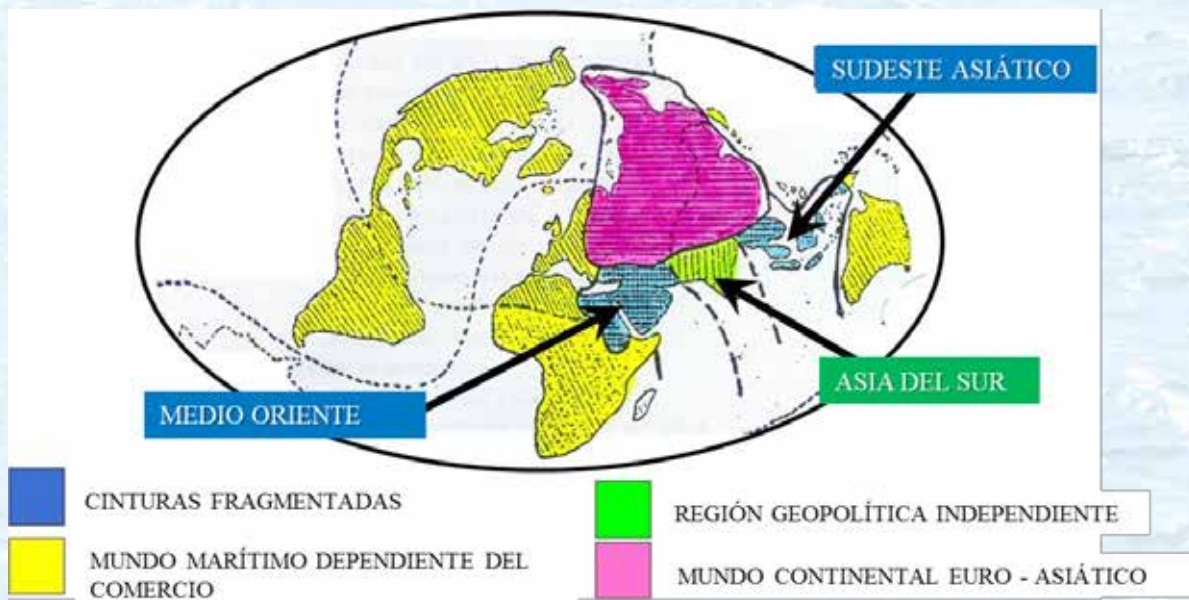 SUDESTE ASIÁTICO
ASIA DEL SUR
MEDIO ORIENTE
CINTURAS FRAGMENTADAS
REGIÓN GEOPOLÍTICA INDEPENDIENTE
MUNDO MARÍTIMO DEPENDIENTE DEL
COMERCIO
MUNDO CONTINENTAL EURO - ASIÁTICO